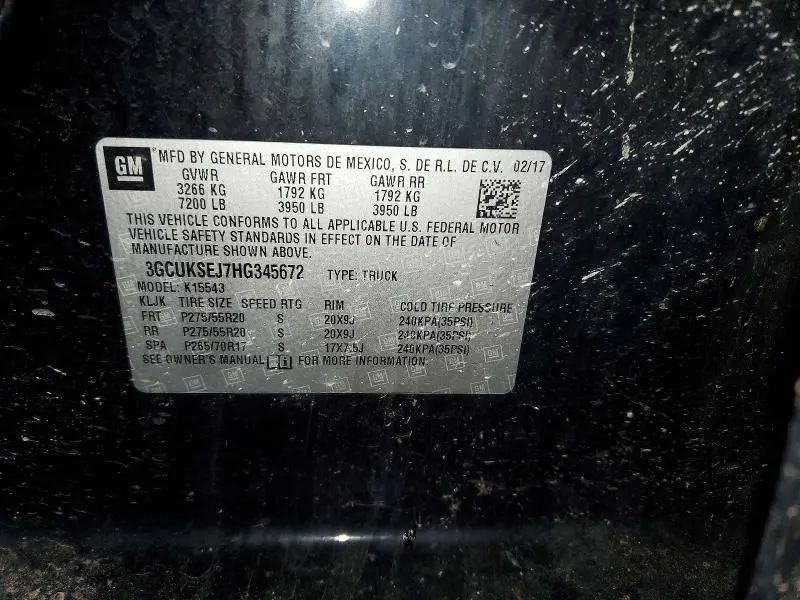 GM ® MFD BY GENERAL MOTORS DE MEXICO, S. DE R.L. DE C.V. 02/17
GVWR GAWR FRT GAWR RR
3266 KG 1792 KG 1792 KG
7200 LB 3950 LB 3950 LB
THIS VEHICLE CONFORMS TO ALL APPLICABLE U.S. FEDERAL MOTOR
VEHICLE SAFETY STANDARDS IN EFFECT ON THE DATE OF
MANUFACTURE SHOWN ABOVE.
3GCUKSEJ7HG345672 TYPE: TRUCK
MODEL: K15543
KLJK TIRE SIZE SPEED RTG RIM COLD TIRE PRESSURE
FRT P275/55R20 S 20X9J 240KPA(35PSI)
RR P275/55R20 S 20X9J 240KPA(35PSI)
SPA P265/70R17 S 17X7.5J 240KPA(35PSI)
SEE OWNER'S MANUAL i FOR MORE INFORMATION